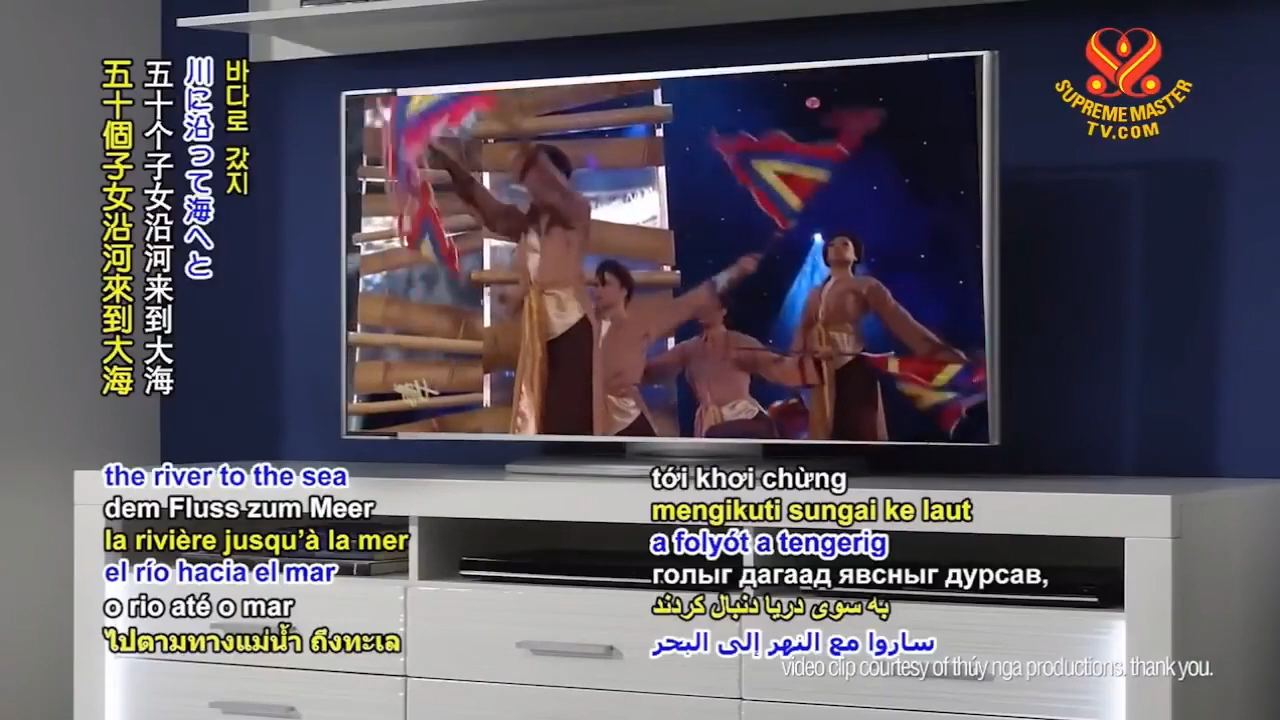 SUPREME MASTER
TV.COM
바다로 갔지
川に沿って海へと
五十个子女沿河来到大海
五十個子女沿河來到大海
the river to the sea
dem Fluss zum Meer
la rivière jusqu'à la mer
el río hacia el mar
o rio até o mar
ไปตามทางแม่น้ำ ถึงทะเล
tới khơi chừng
mengikuti sungai ke laut
a folyót a tengerig
голыг дагаад явсныг дурсав,
به سوی دریا دنبال کردند
ساروا مع النهر إلى البحر
video clip courtesy of thúy nga productions. thank you.